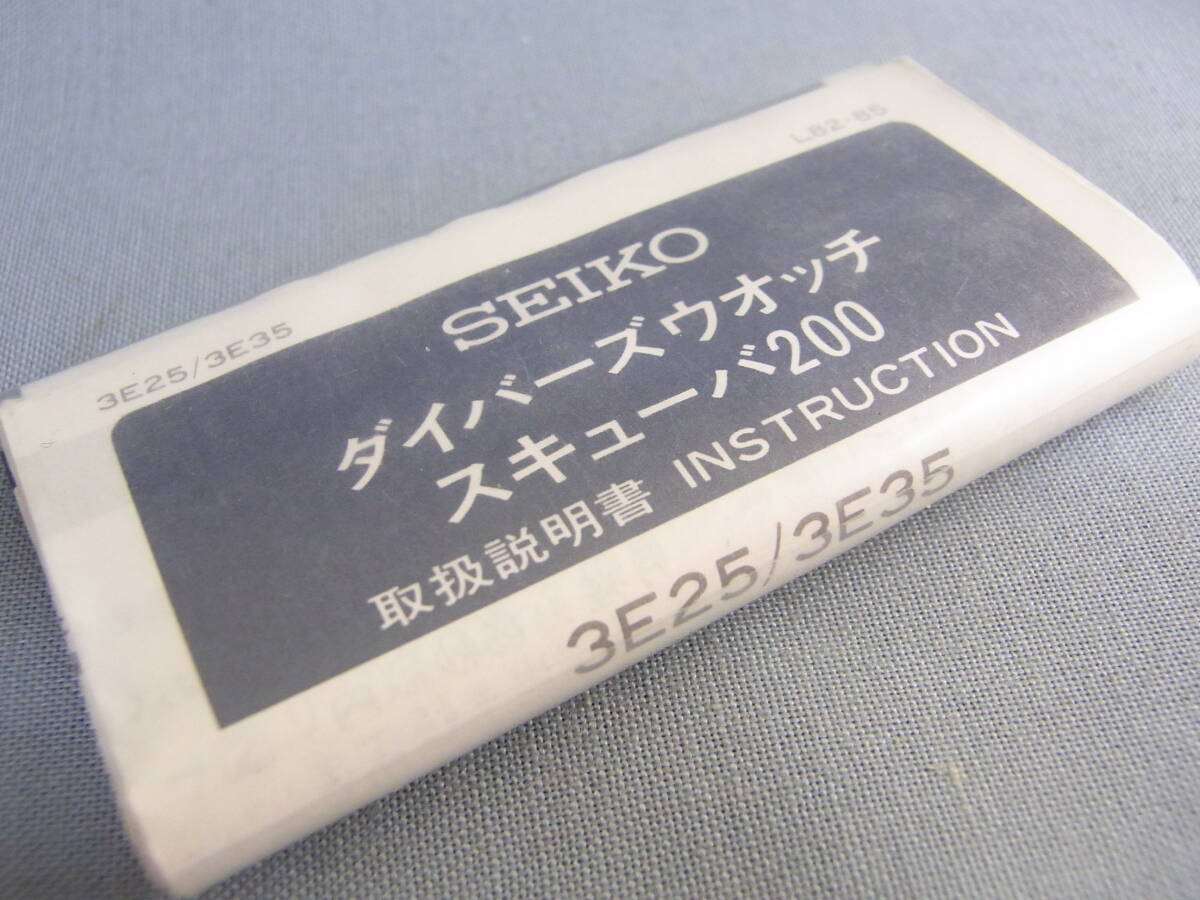 3E25/3E35
L82-85
SEIKO
ダイバーズウオッチ
スキューバ200
取扱説明書 INSTRUCTION
3E25/3E35